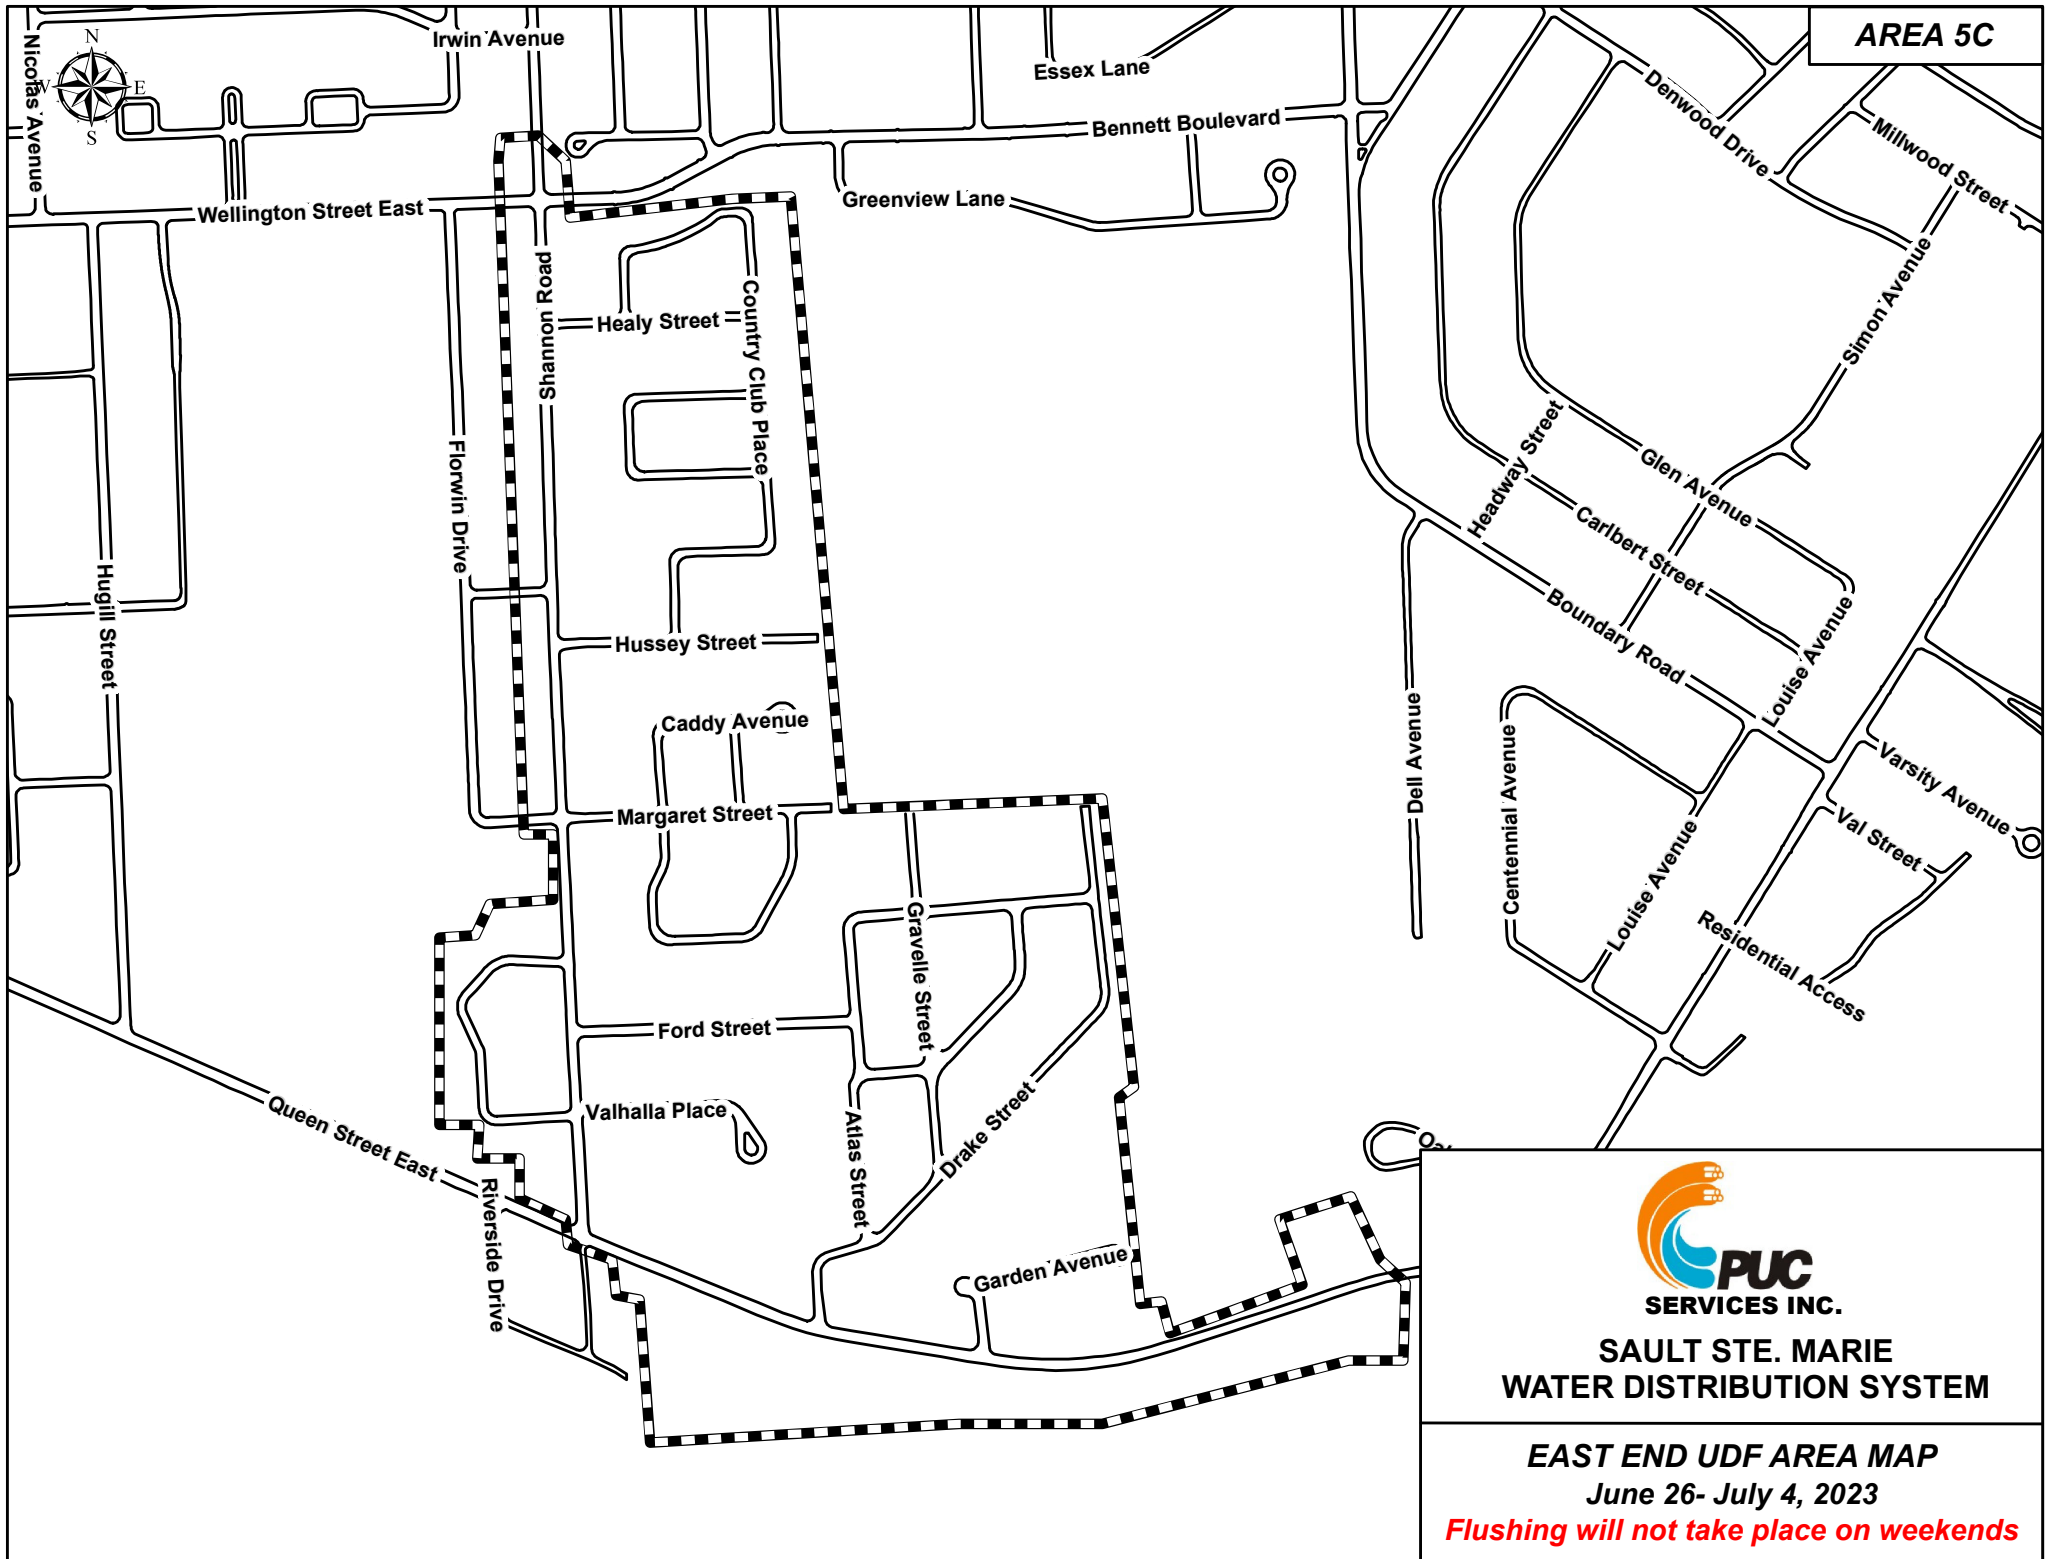 AREA 5C
Nicolas Avenue
N
W
E
S
Irwin Avenue
Essex Lane
Bennett Boulevard
Denwood Drive
Millwood Street
Wellington Street East
Greenview Lane
Shannon Road
Healy Street
Country Club Place
Simon Avenue
Florwin Drive
Headway Street
Glen Avenue
Carlbert Street
Hugill Street
Hussey Street
Boundary Road
Louise Avenue
Caddy Avenue
Dell Avenue
Centennial Avenue
Varsity Avenue
Margaret Street
Val Street
Louise Avenue
Gravelle Street
Residential Access
Ford Street
Queen Street East
Valhalla Place
Atlas Street
Drake Street
Riverside Drive
Garden Avenue
PUC
SERVICES INC.
SAULT STE. MARIE
WATER DISTRIBUTION SYSTEM
EAST END UDF AREA MAP
June 26- July 4, 2023
Flushing will not take place on weekends